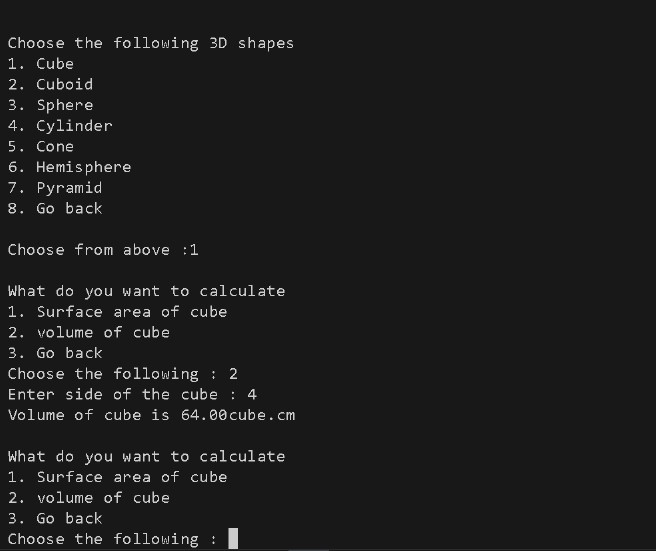 Choose the following 3D shapes
1. Cube
2. Cuboid
3. Sphere
4. Cylinder
5. Cone
6. Hemisphere
7. Pyramid
8. Go back
Choose from above :1
What do you want to calculate
1. Surface area of cube
2. volume of cube
3. Go back
Choose the following : 2
Enter side of the cube : 4
Volume of cube is 64.00cube.cm
What do you want to calculate
1. Surface area of cube
2. volume of cube
3. Go back
Choose the following :